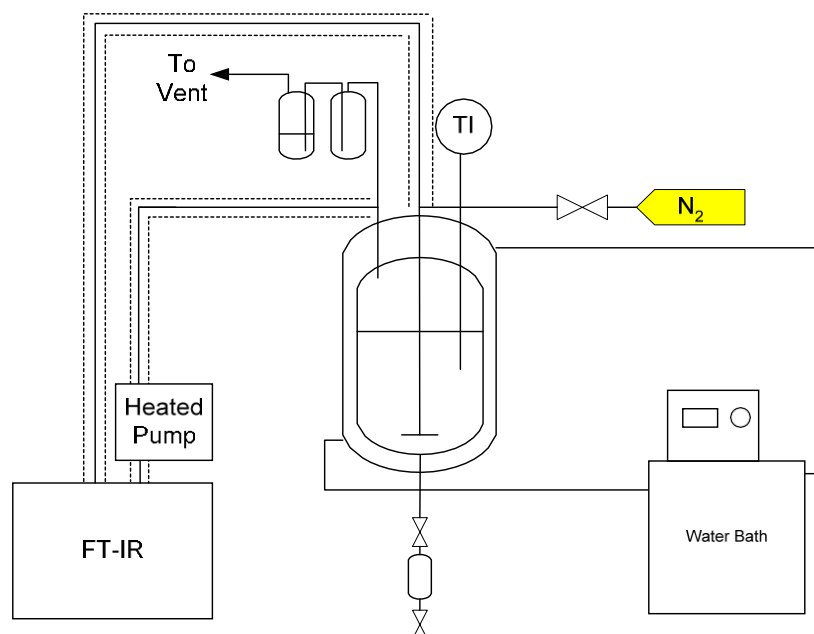 To
Vent
TI
N₂
Heated
Pump
FT-IR
Water Bath